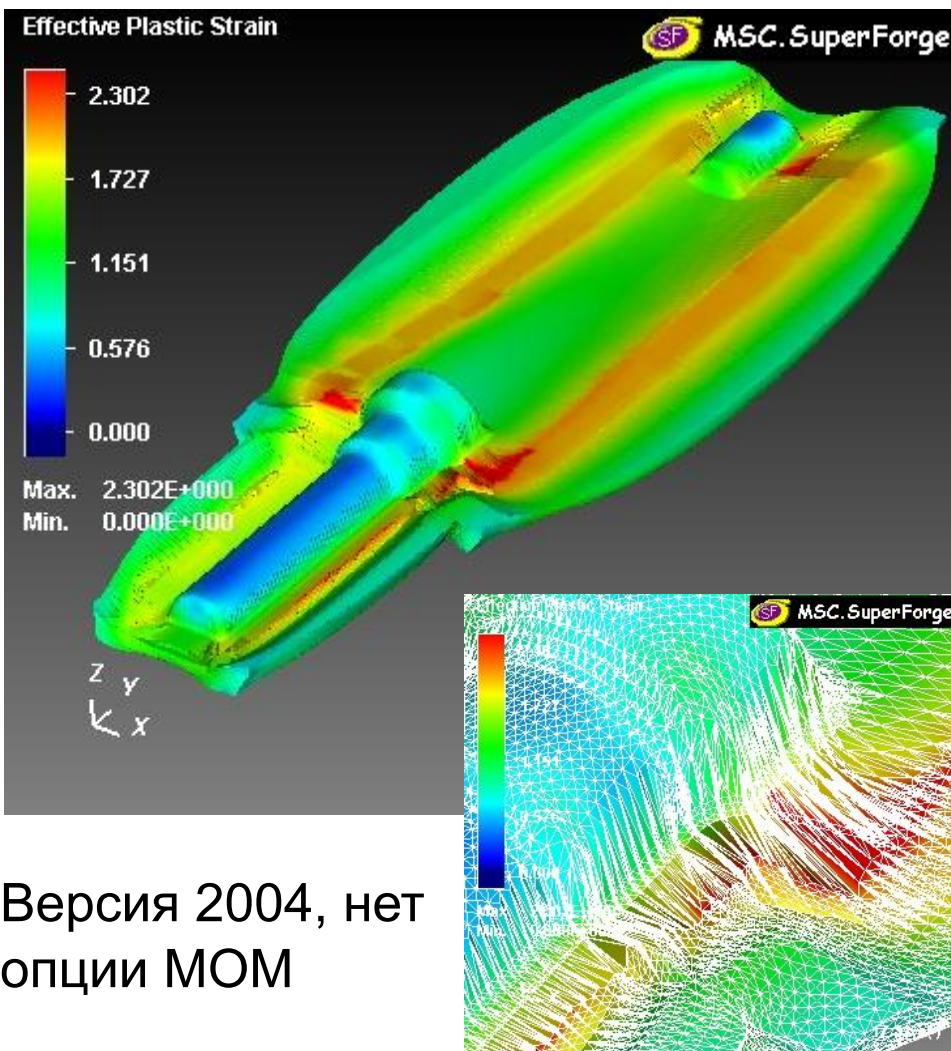 Effective Plastic Strain
MSC.SuperForge
2.302
1.727
1.151
0.576
0.000
Max. 2.302E+000
Min. 0.000E+000
Z
Y
X
MSC.SuperForge
Версия 2004, нет
опции МОМ